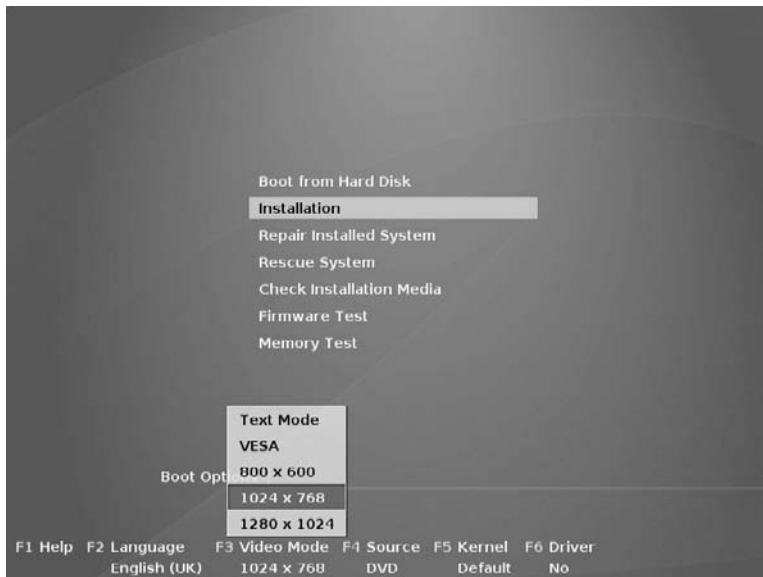 Boot from Hard Disk
Installation
Repair Installed System
Rescue System
Check Installation Media
Firmware Test
Memory Test
Text Mode
VESA
Boot Opt
800 x 600
1024 x 768
1280 x 1024
F1 Help F2 Language F3 Video Mode F4 Source F5 Kernel F6 Driver
English (UK) 1024 x 768 DVD Default No